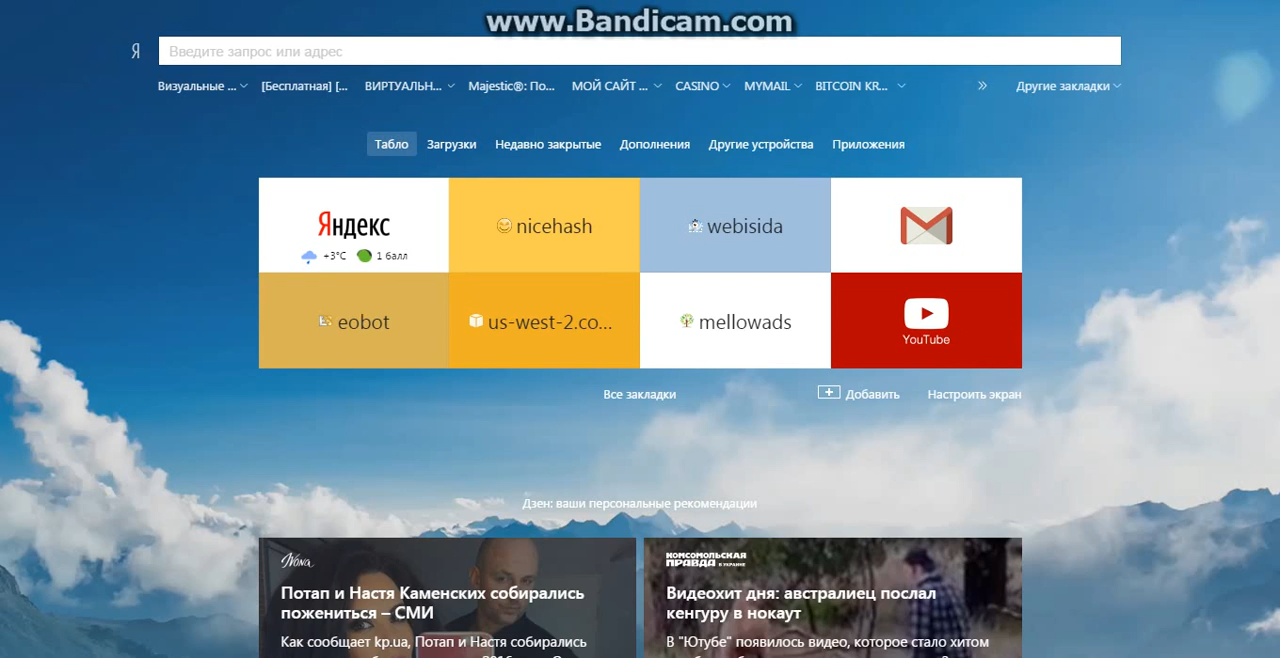 www.Bandicam.com
Я Введите запрос или адрес
Визуальные ... [Бесплатная] [... ВИРТУАЛЬН... Majestic®: По... МОЙ САЙТ ... CASINO MYMAIL BITCOIN KR... » Другие закладки
Табло Загрузки Недавно закрытые Дополнения Другие устройства Приложения
Яндекс nicehash webisida
+3°C 1 балл
eobot us-west-2.co... mellowads YouTube
Все закладки Добавить Настроить экран
Дзен: ваши персональные рекомендации
Ivona
Потап и Настя Каменских собирались
пожениться – СМИ
Как сообщает kp.ua, Потап и Настя собирались
КОМСОМОЛЬСКАЯ
ПРАВДА В УКРАИНЕ
Видеохит дня: австралиец послал
кенгуру в нокаут
В "Ютубе" появилось видео, которое стало хитом